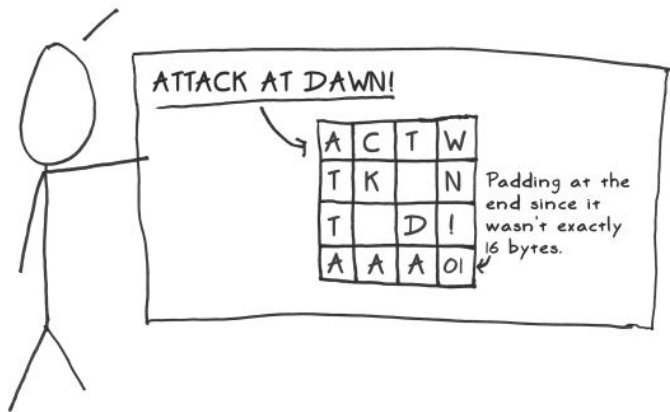 ATTACK AT DAWN!
A C T W
T K N
T D !
A A A 01
Padding at the
end since it
wasn't exactly
16 bytes.